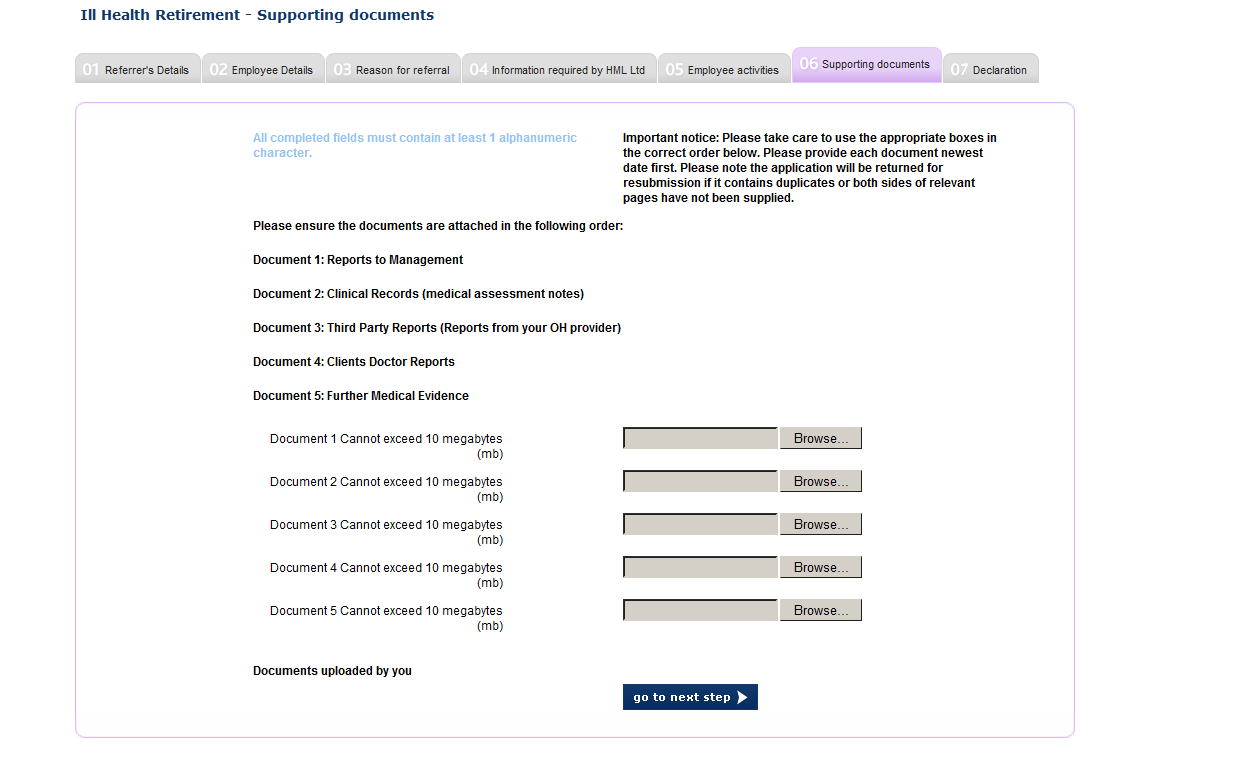 Ill Health Retirement - Supporting documents
01 Referrer's Details 02 Employee Details 03 Reason for referral 04 Information required by HML Ltd 05 Employee activities 06 Supporting documents 07 Declaration
All completed fields must contain at least 1 alphanumeric
character.
Important notice: Please take care to use the appropriate boxes in
the correct order below. Please provide each document newest
date first. Please note the application will be returned for
resubmission if it contains duplicates or both sides of relevant
pages have not been supplied.
Please ensure the documents are attached in the following order:
Document 1: Reports to Management
Document 2: Clinical Records (medical assessment notes)
Document 3: Third Party Reports (Reports from your OH provider)
Document 4: Clients Doctor Reports
Document 5: Further Medical Evidence
Document 1 Cannot exceed 10 megabytes
(mb)
Browse...
Document 2 Cannot exceed 10 megabytes
(mb)
Browse...
Document 3 Cannot exceed 10 megabytes
(mb)
Browse...
Document 4 Cannot exceed 10 megabytes
(mb)
Browse...
Document 5 Cannot exceed 10 megabytes
(mb)
Browse...
Documents uploaded by you
go to next step